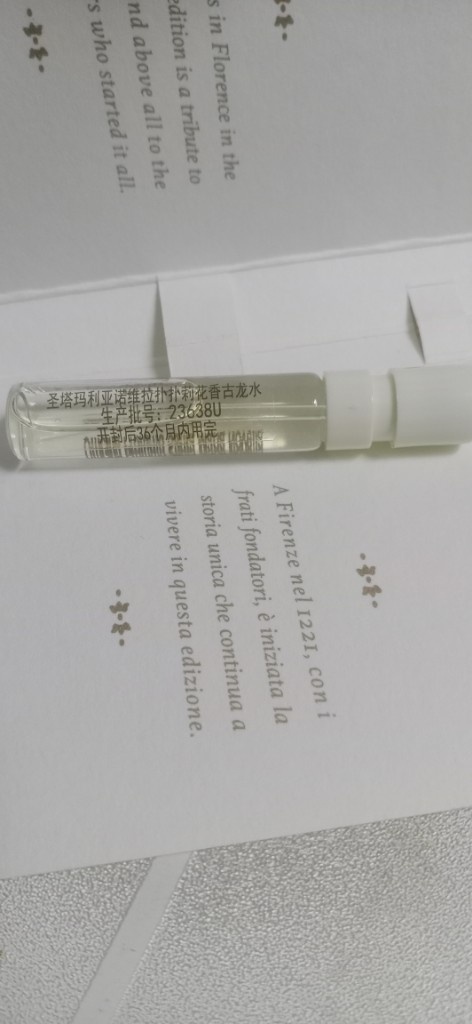 s in Florence in the
edition is a tribute to
nd above all to the
s who started it all.
圣塔玛利亚诺维拉扑扑莉花香古龙水
生产批号：23638U
开封后36个月内用完
A Firenze nel 1221, con i
frati fondatori, è iniziata la
storia unica che continua a
vivere in questa edizione.